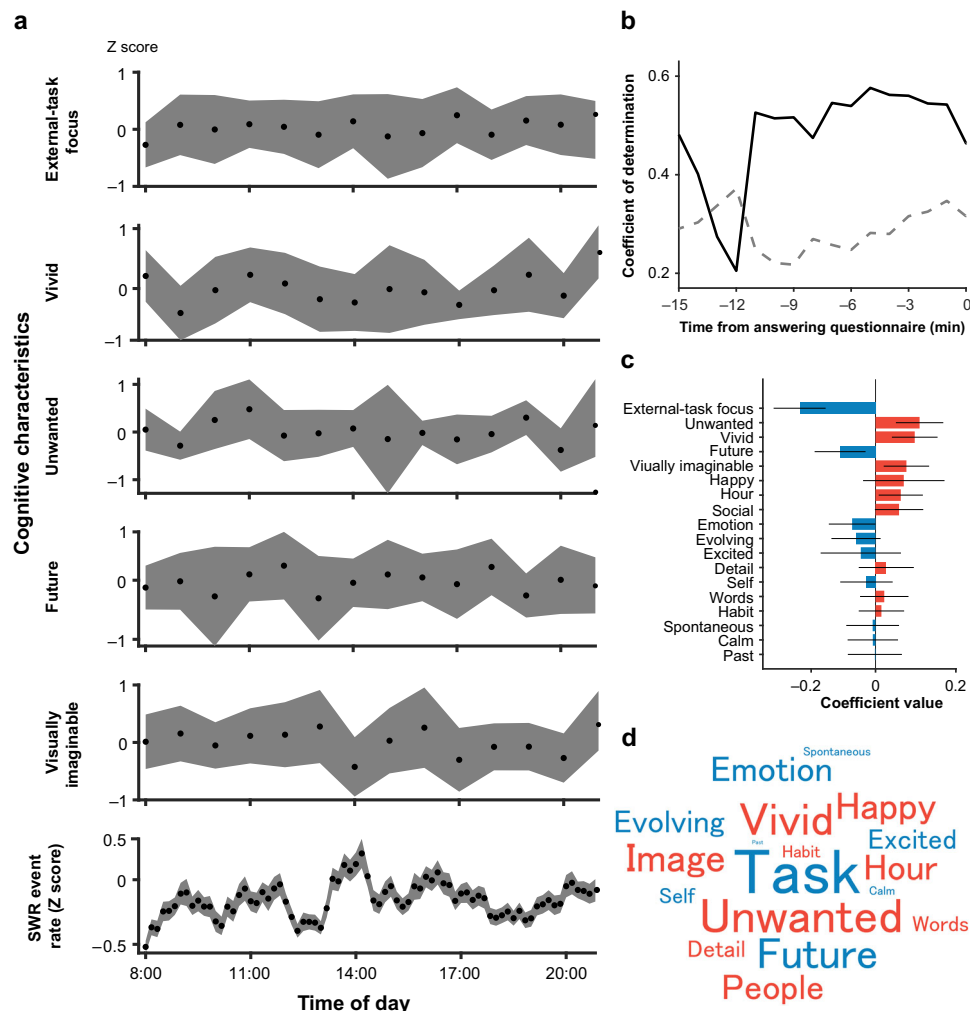 a
Z score
External-task
focus
1
0
−1
Vivid
1
0
−1
Cognitive characteristics
Unwanted
1
0
−1
Future
1
0
−1
Visually
imaginable
1
0
−1
SWR event
rate (Z score)
0.5
0
−0.5
8:00 11:00 14:00 17:00 20:00
Time of day
b
Coefficient of determination
0.6
0.4
0.2
−15 −12 −9 −6 −3 0
Time from answering questionnaire (min)
c
External-task focus
Unwanted
Vivid
Future
Viually imaginable
Happy
Hour
Social
Emotion
Evolving
Excited
Detail
Self
Words
Habit
Spontaneous
Calm
Past
−0.2 0 0.2
Coefficient value
d
Spontaneous
Emotion
Vivid Happy
Evolving
Excited
Past
Image Habit
Task Hour
Self Calm
Unwanted Words
Detail Future
People